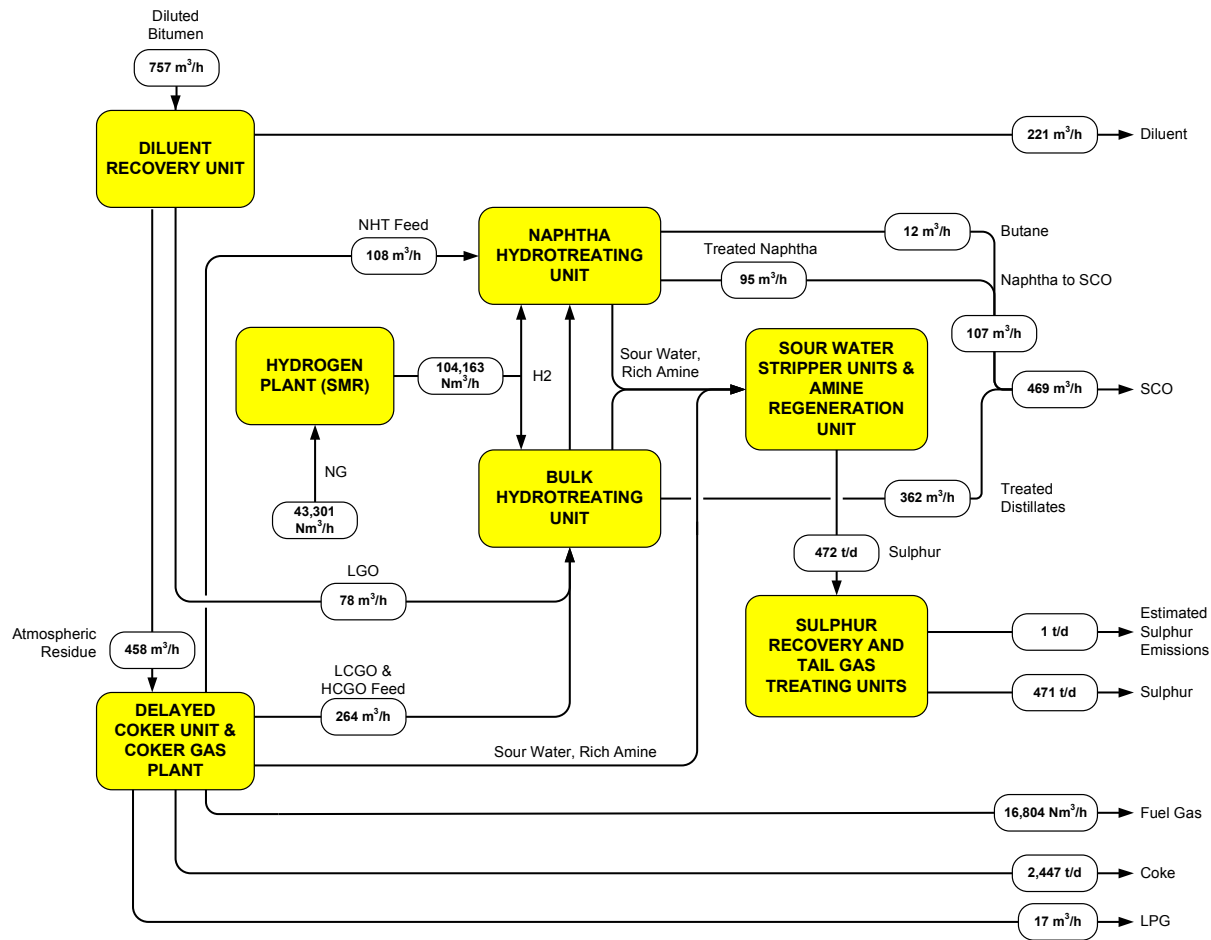 Diluted
Bitumen
757 m³/h
DILUENT
RECOVERY UNIT
221 m³/h
Diluent
NHT Feed
108 m³/h
NAPHTHA
HYDROTREATING
UNIT
12 m³/h
Butane
Treated Naphtha
95 m³/h
Naphtha to SCO
107 m³/h
HYDROGEN
PLANT (SMR)
104,163
Nm³/h
H2
Sour Water,
Rich Amine
SOUR WATER
STRIPPER UNITS &
AMINE
REGENERATION
UNIT
469 m³/h
SCO
NG
43,301
Nm³/h
BULK
HYDROTREATING
UNIT
362 m³/h
Treated
Distillates
472 t/d
Sulphur
LGO
78 m³/h
Atmospheric
Residue
458 m³/h
SULPHUR
RECOVERY AND
TAIL GAS
TREATING UNITS
1 t/d
Estimated
Sulphur
Emissions
471 t/d
Sulphur
LCGO &
HCGO Feed
264 m³/h
DELAYED
COKER UNIT &
COKER GAS
PLANT
Sour Water, Rich Amine
16,804 Nm³/h
Fuel Gas
2,447 t/d
Coke
17 m³/h
LPG